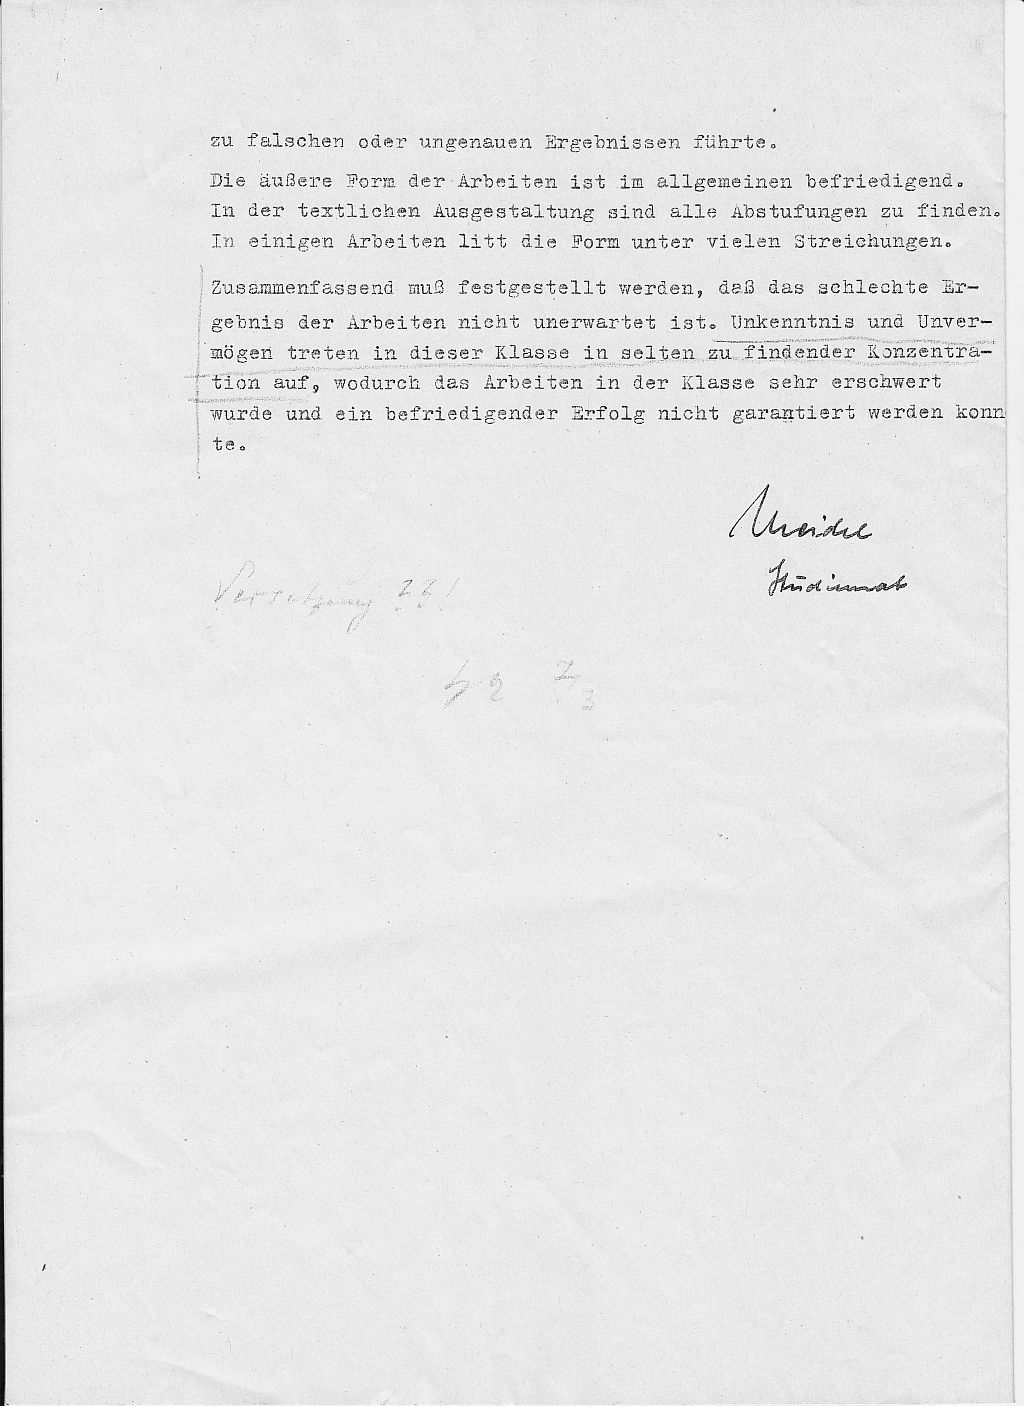 zu falschen oder ungenauen Ergebnissen führte.
Die äußere Form der Arbeiten ist im allgemeinen befriedigend.
In der textlichen Ausgestaltung sind alle Abstufungen zu finden.
In einigen Arbeiten litt die Form unter vielen Streichungen.
Zusammenfassend muß festgestellt werden, daß das schlechte Er-
gebnis der Arbeiten nicht unerwartet ist. Unkenntnis und Unver-
mögen treten in dieser Klasse in selten zu findender Konzentra-
tion auf, wodurch das Arbeiten in der Klasse sehr erschwert
wurde und ein befriedigender Erfolg nicht garantiert werden konn
te.
Studienrat
Versetzung ??!